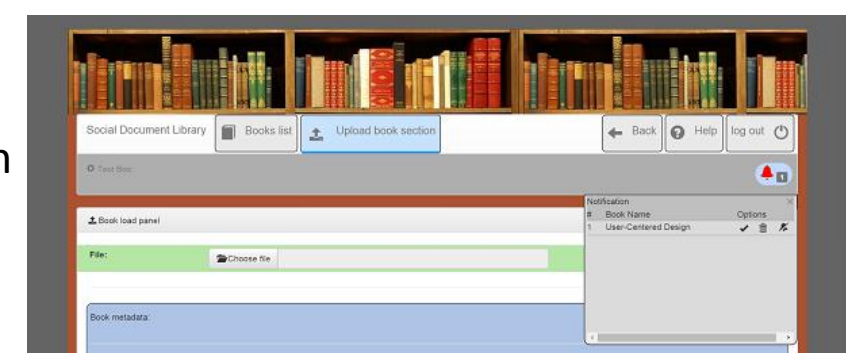 n
Social Document Library Books list Upload book section Back Help log out
1
Notification ×
# Book Name Options
1 User-Centered Design
Book load panel
File: Choose file
Book metadata: